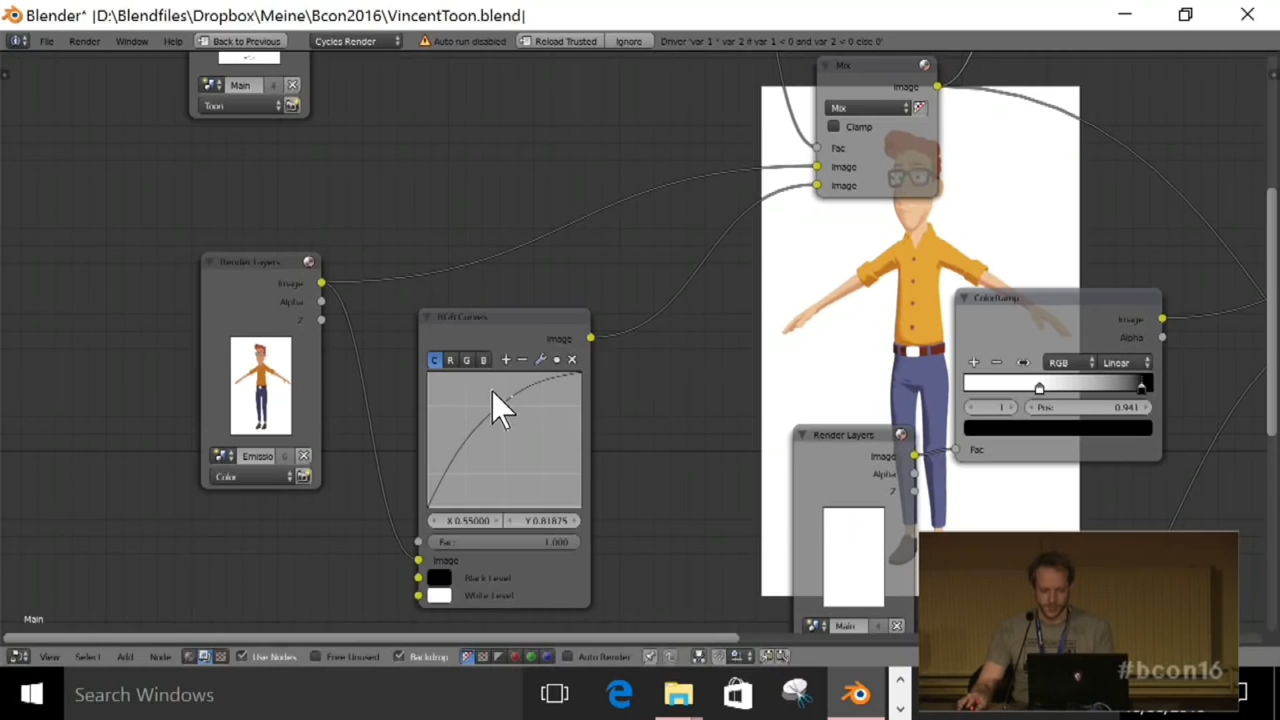 Blender* [D:\Blendfiles\Dropbox\Meine\Bcon2016\VincentToon.blend]
File Render Window Help Back to Previous Cycles Render Auto run disabled Reload Trusted Ignore Driver 'var 1 * var 2 if var 1 < 0 and var 2 < 0 else 0'
Main 4
Toon
Mix
Image
Mix
Clamp
Fac
Image
Image
Render Layers
Image
Alpha
Z
Emissio 6
Color
RGB Curves
Image
C R G B
X 0.55000 Y 0.81875
Fac: 1.000
Image
Black Level
White Level
ColorRamp
Image
Alpha
RGB Linear
1 Pos: 0.941
Fac
Render Layers
Image
Alpha
Z
Main 4
Main
View Select Add Node Use Nodes Free Unused Backdrop Auto Render
#bcon16
Search Windows